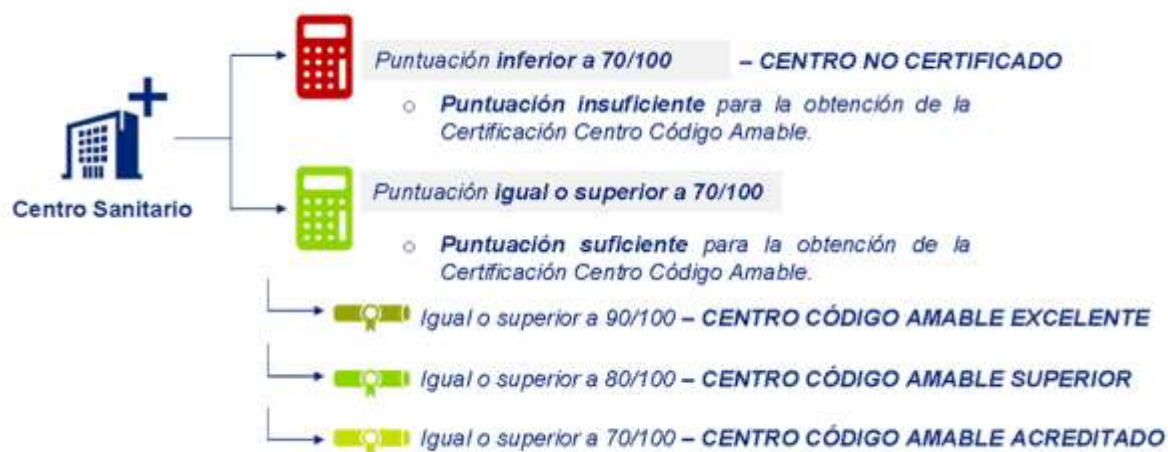 Centro Sanitario
Puntuación inferior a 70/100 – CENTRO NO CERTIFICADO
o Puntuación insuficiente para la obtención de la
Certificación Centro Código Amable.
Puntuación igual o superior a 70/100
o Puntuación suficiente para la obtención de la
Certificación Centro Código Amable.
Igual o superior a 90/100 – CENTRO CÓDIGO AMABLE EXCELENTE
Igual o superior a 80/100 – CENTRO CÓDIGO AMABLE SUPERIOR
Igual o superior a 70/100 – CENTRO CÓDIGO AMABLE ACREDITADO